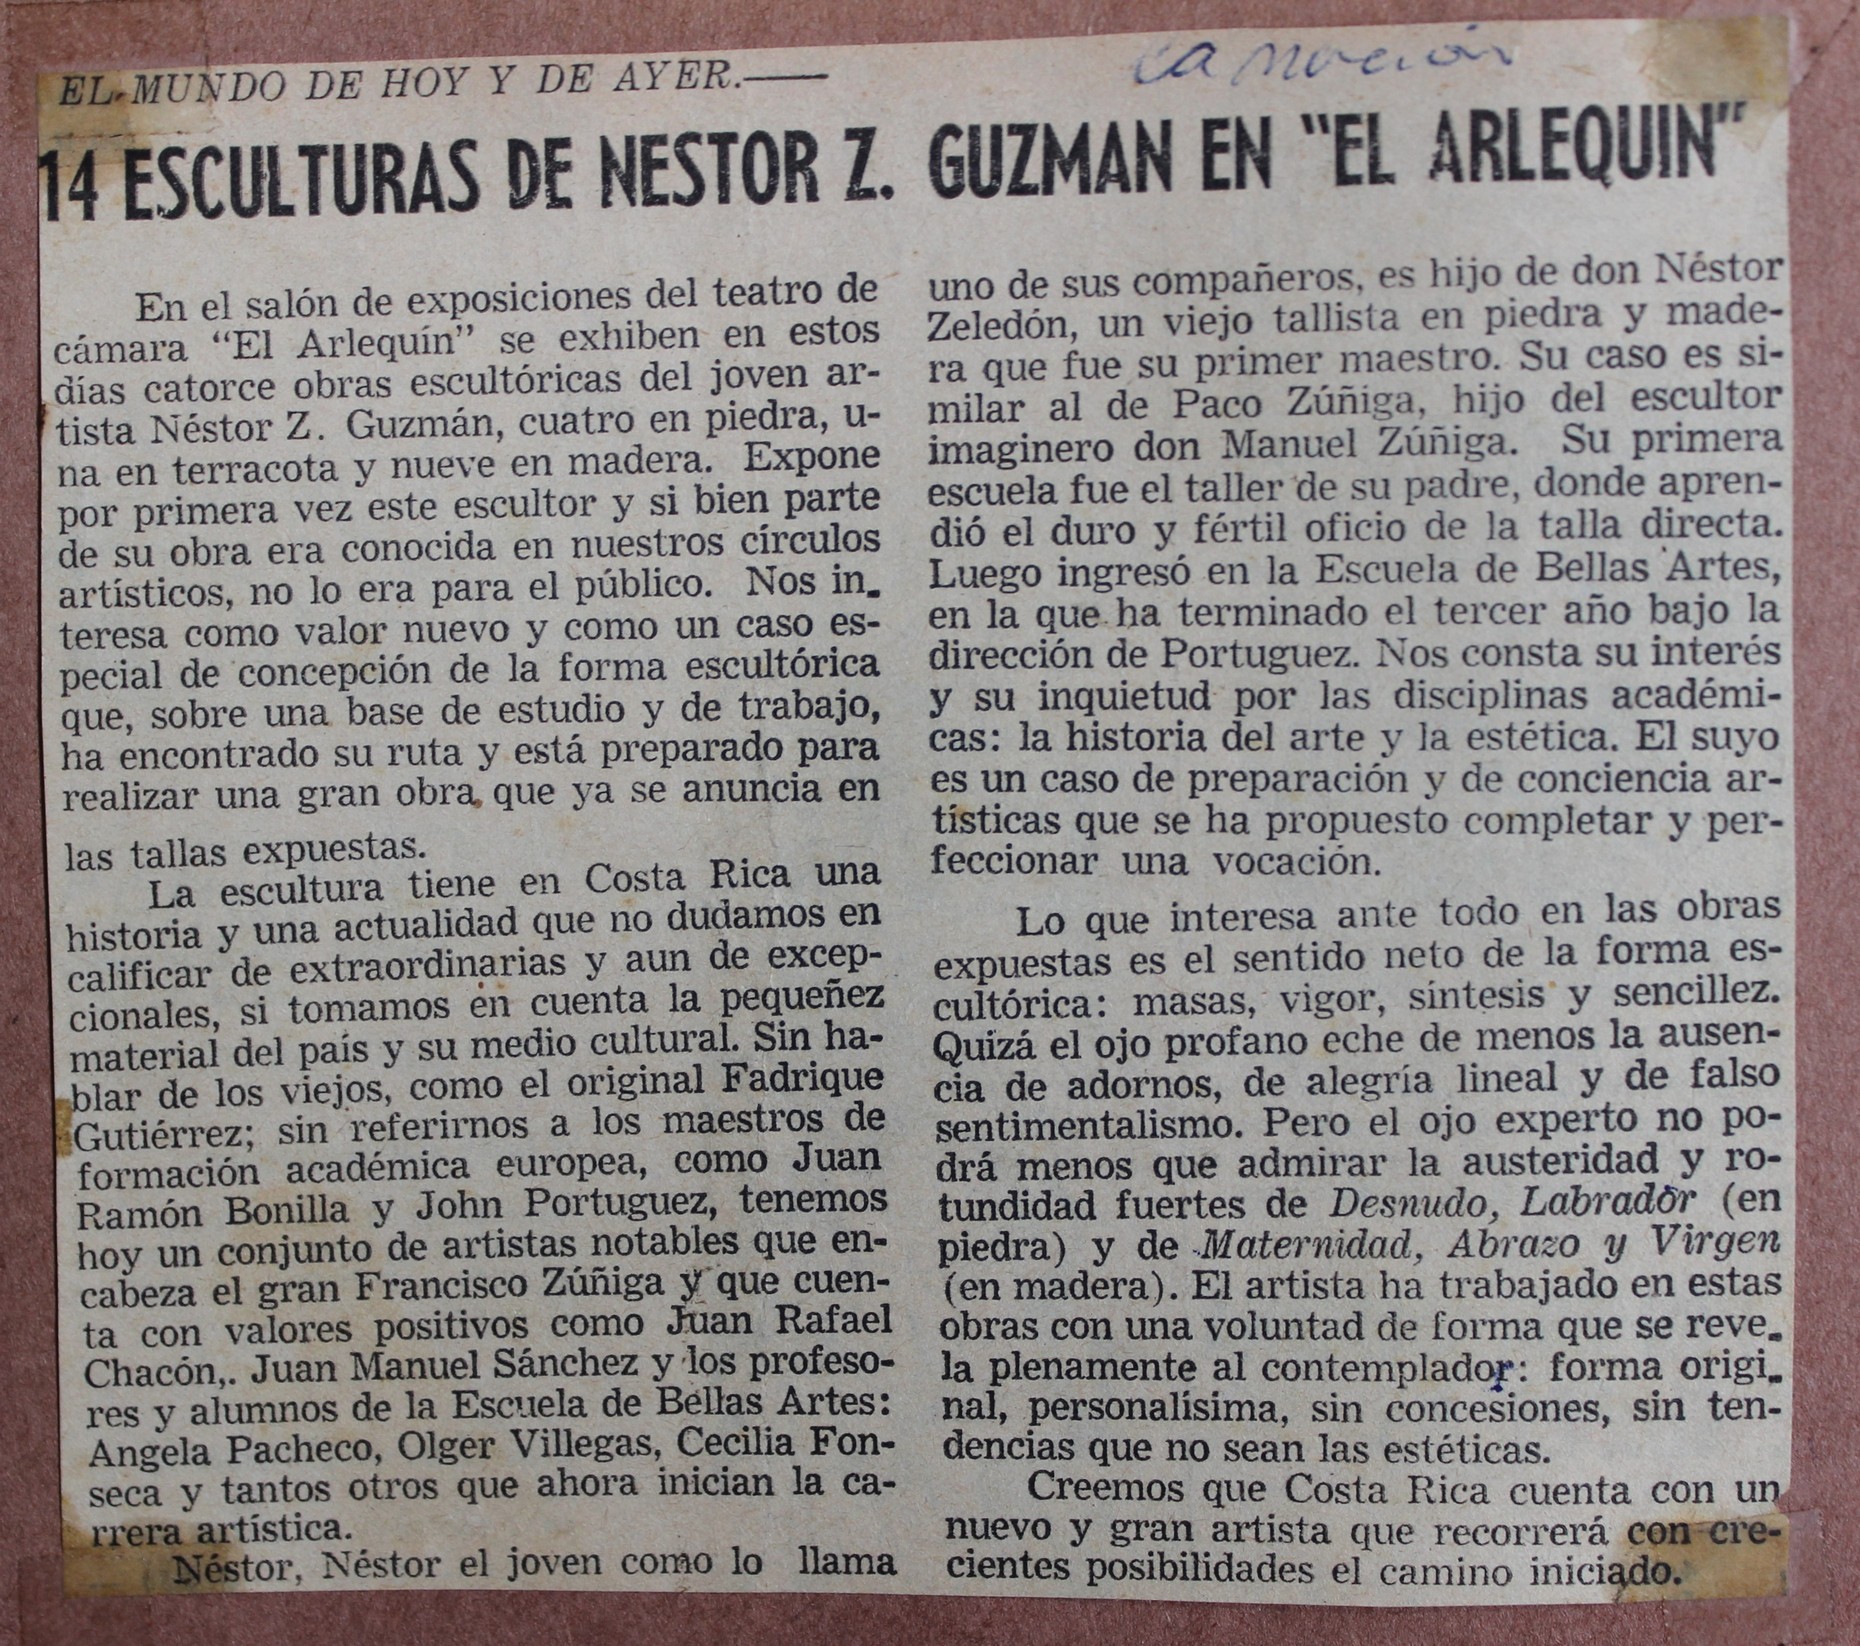 La Nación
EL MUNDO DE HOY Y DE AYER.—
14 ESCULTURAS DE NESTOR Z. GUZMAN EN "EL ARLEQUIN"
En el salón de exposiciones del teatro de
cámara "El Arlequín" se exhiben en estos
días catorce obras escultóricas del joven ar-
tista Néstor Z. Guzmán, cuatro en piedra, u-
na en terracota y nueve en madera. Expone
por primera vez este escultor y si bien parte
de su obra era conocida en nuestros círculos
artísticos, no lo era para el público. Nos in-
teresa como valor nuevo y como un caso es-
pecial de concepción de la forma escultórica
que, sobre una base de estudio y de trabajo,
ha encontrado su ruta y está preparado para
realizar una gran obra, que ya se anuncia en
las tallas expuestas.
La escultura tiene en Costa Rica una
historia y una actualidad que no dudamos en
calificar de extraordinarias y aun de excep-
cionales, si tomamos en cuenta la pequeñez
material del país y su medio cultural. Sin ha-
blar de los viejos, como el original Fadrique
Gutiérrez; sin referirnos a los maestros de
formación académica europea, como Juan
Ramón Bonilla y John Portuguez, tenemos
hoy un conjunto de artistas notables que en-
cabeza el gran Francisco Zúñiga y que cuen-
ta con valores positivos como Juan Rafael
Chacón,. Juan Manuel Sánchez y los profeso-
res y alumnos de la Escuela de Bellas Artes:
Angela Pacheco, Olger Villegas, Cecilia Fon-
seca y tantos otros que ahora inician la ca-
rrera artística.
Néstor, Néstor el joven como lo llama
uno de sus compañeros, es hijo de don Néstor
Zeledón, un viejo tallista en piedra y made-
ra que fue su primer maestro. Su caso es si-
milar al de Paco Zúñiga, hijo del escultor
imaginero don Manuel Zúñiga. Su primera
escuela fue el taller de su padre, donde apren-
dió el duro y fértil oficio de la talla directa.
Luego ingresó en la Escuela de Bellas Artes,
en la que ha terminado el tercer año bajo la
dirección de Portuguez. Nos consta su interés
y su inquietud por las disciplinas académi-
cas: la historia del arte y la estética. El suyo
es un caso de preparación y de conciencia ar-
tísticas que se ha propuesto completar y per-
feccionar una vocación.
Lo que interesa ante todo en las obras
expuestas es el sentido neto de la forma es-
cultórica: masas, vigor, síntesis y sencillez.
Quizá el ojo profano eche de menos la ausen-
cia de adornos, de alegría lineal y de falso
sentimentalismo. Pero el ojo experto no po-
drá menos que admirar la austeridad y ro-
tundidad fuertes de Desnudo, Labrador (en
piedra) y de Maternidad, Abrazo y Virgen
(en madera). El artista ha trabajado en estas
obras con una voluntad de forma que se reve-
la plenamente al contemplador: forma origi-
nal, personalísima, sin concesiones, sin ten-
dencias que no sean las estéticas.
Creemos que Costa Rica cuenta con un
nuevo y gran artista que recorrerá con cre-
cientes posibilidades el camino iniciado.